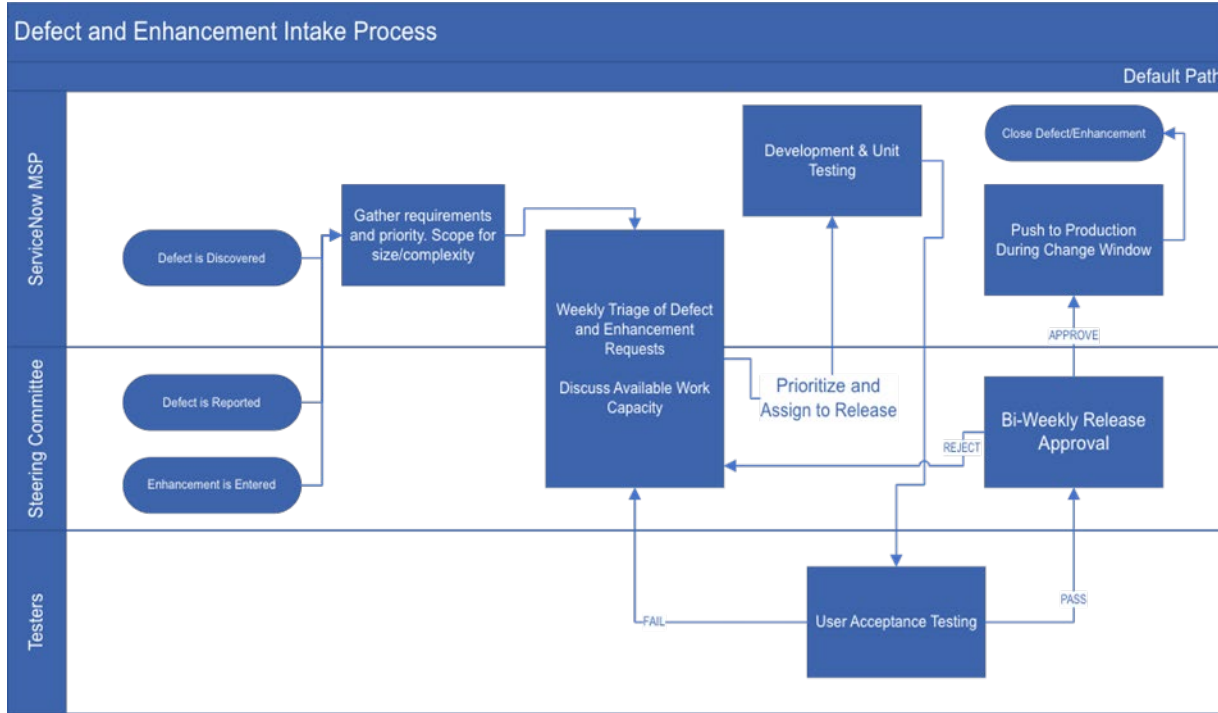 Defect and Enhancement Intake Process
Default Path
ServiceNow MSP
Defect is Discovered
Gather requirements
and priority. Scope for
size/complexity
Weekly Triage of Defect
and Enhancement
Requests
Discuss Available Work
Capacity
Development & Unit
Testing
Close Defect/Enhancement
Push to Production
During Change Window
APPROVE
Steering Committee
Defect is Reported
Enhancement is Entered
Prioritize and
Assign to Release
Bi-Weekly Release
Approval
REJECT
Testers
FAIL
User Acceptance Testing
PASS